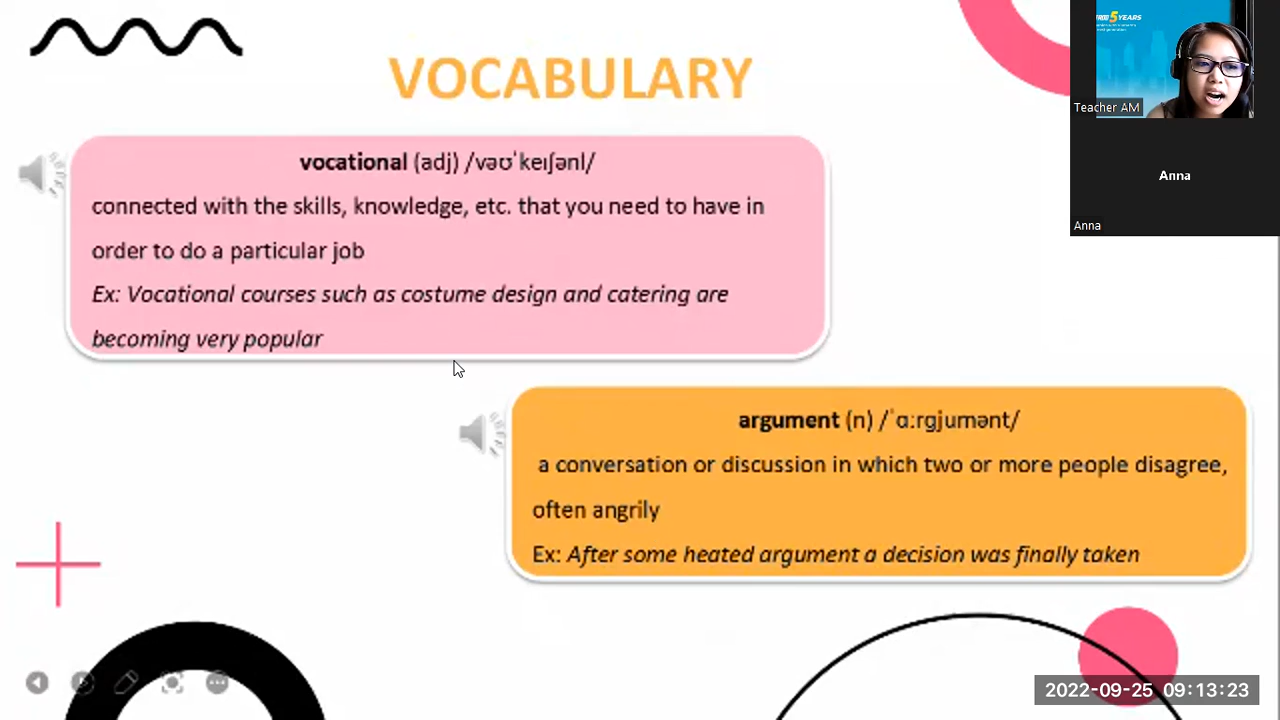 VOCABULARY
vocational (adj) /vəʊˈkeɪʃənl/
connected with the skills, knowledge, etc. that you need to have in
order to do a particular job
Ex: Vocational courses such as costume design and catering are
becoming very popular
argument (n) /ˈɑːrɡjumənt/
a conversation or discussion in which two or more people disagree,
often angrily
Ex: After some heated argument a decision was finally taken
5 YEARS
Teacher AM
Anna
Anna
2022-09-25 09:13:23